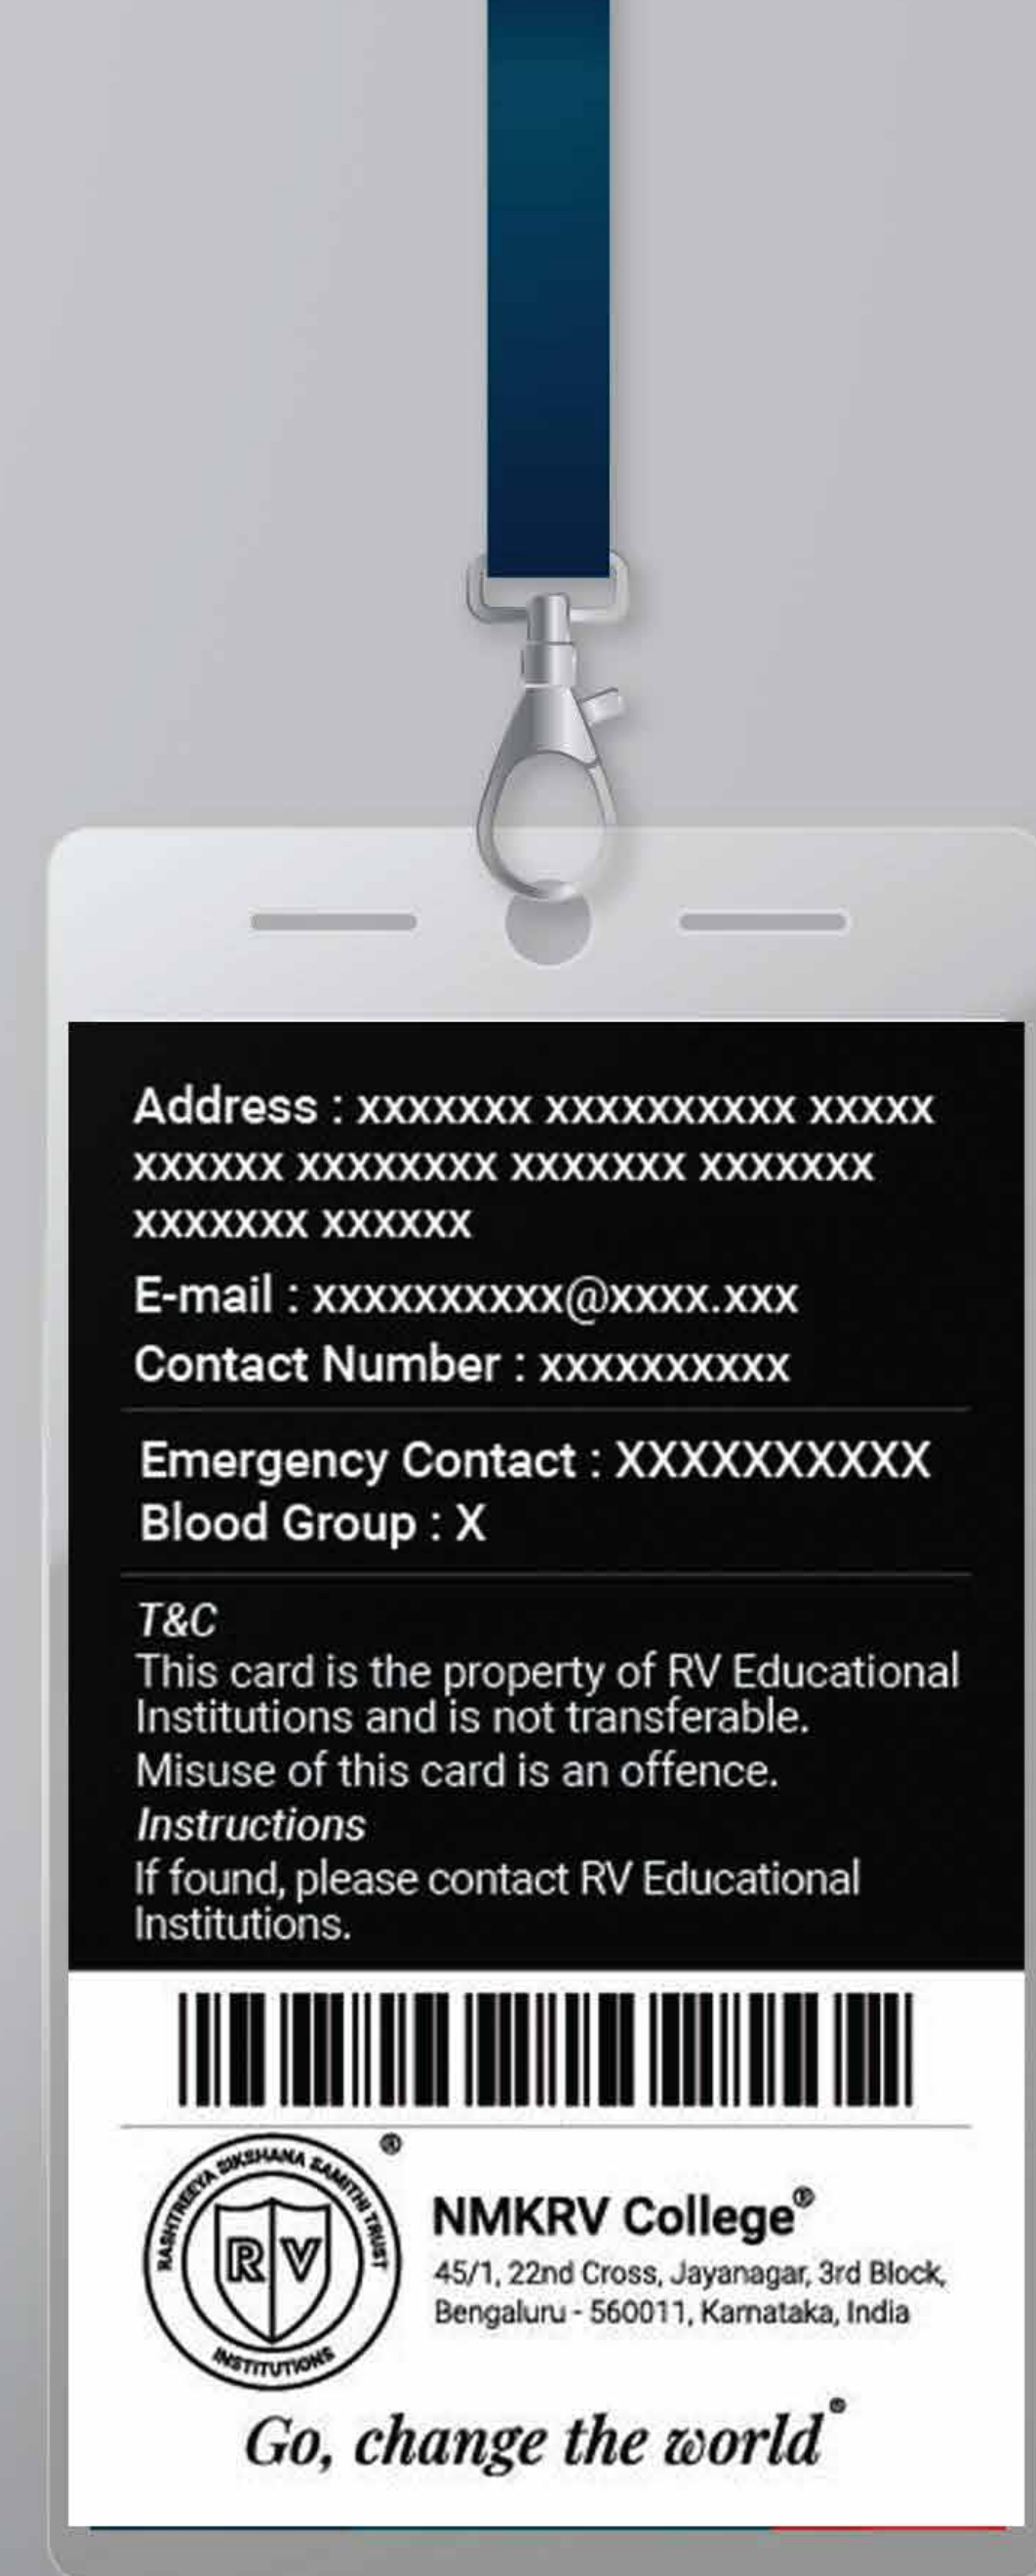 Address : xxxxxxx xxxxxxxxxx xxxxx
xxxxxx xxxxxxxx xxxxxxx xxxxxxx
xxxxxxx xxxxxx
E-mail : xxxxxxxxxx@xxxx.xxx
Contact Number : xxxxxxxxxx
Emergency Contact : XXXXXXXXXX
Blood Group : X
T&C
This card is the property of RV Educational
Institutions and is not transferable.
Misuse of this card is an offence.
Instructions
If found, please contact RV Educational
Institutions.
RASHTREEYA SIKSHANA SAMITHI TRUST
®
RV
INSTITUTIONS
NMKRV College®
45/1, 22nd Cross, Jayanagar, 3rd Block,
Bengaluru - 560011, Karnataka, India
Go, change the world®